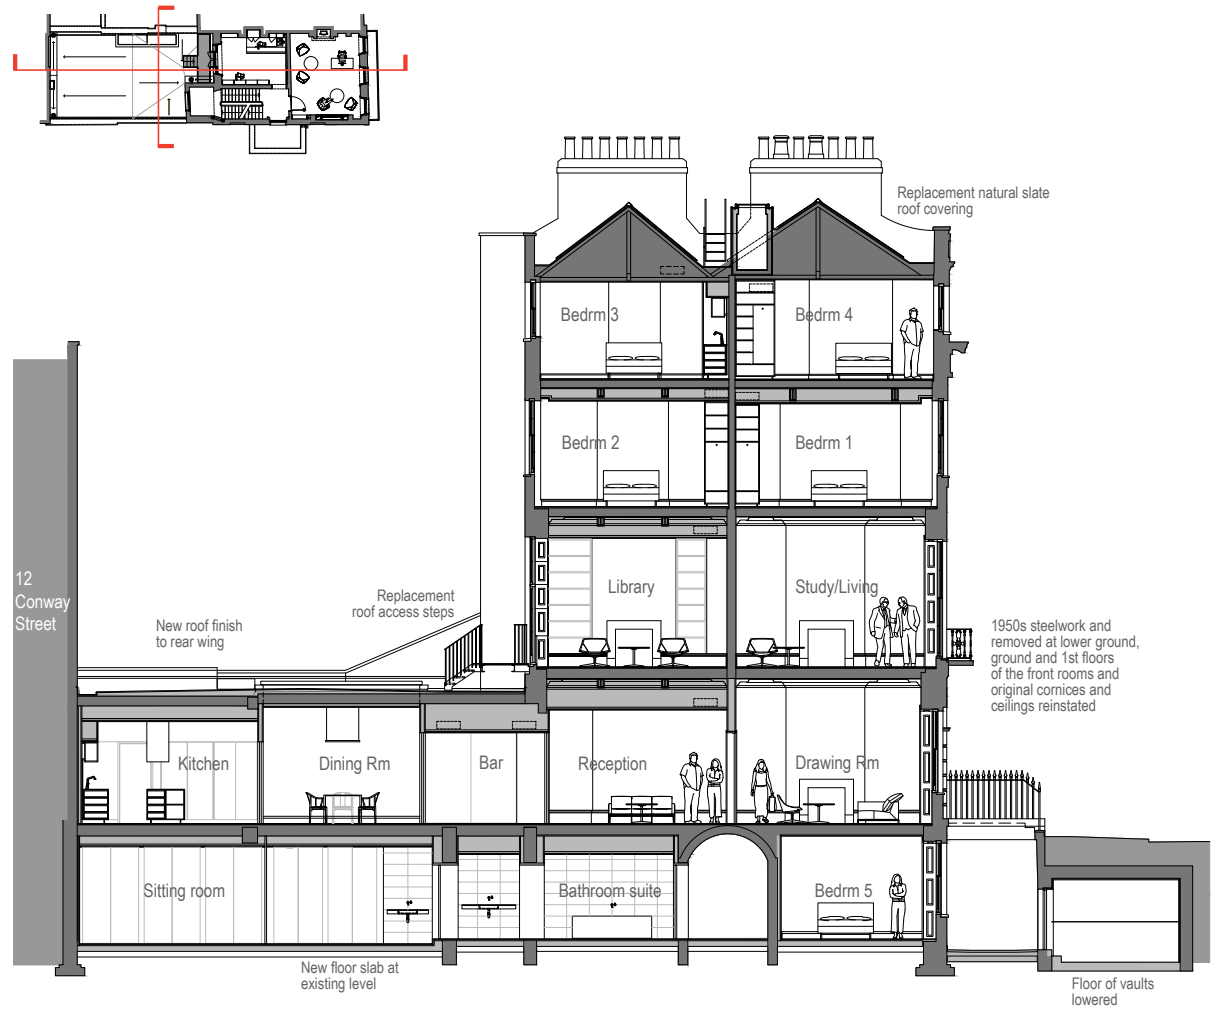 Replacement natural slate
roof covering
Bedrm 3
Bedrm 4
Bedrm 2
Bedrm 1
12
Conway
Street
Library
Study/Living
Replacement
roof access steps
New roof finish
to rear wing
1950s steelwork and
removed at lower ground,
ground and 1st floors
of the front rooms and
original cornices and
ceilings reinstated
Kitchen
Dining Rm
Bar
Reception
Drawing Rm
Sitting room
Bathroom suite
Bedrm 5
New floor slab at
existing level
Floor of vaults
lowered